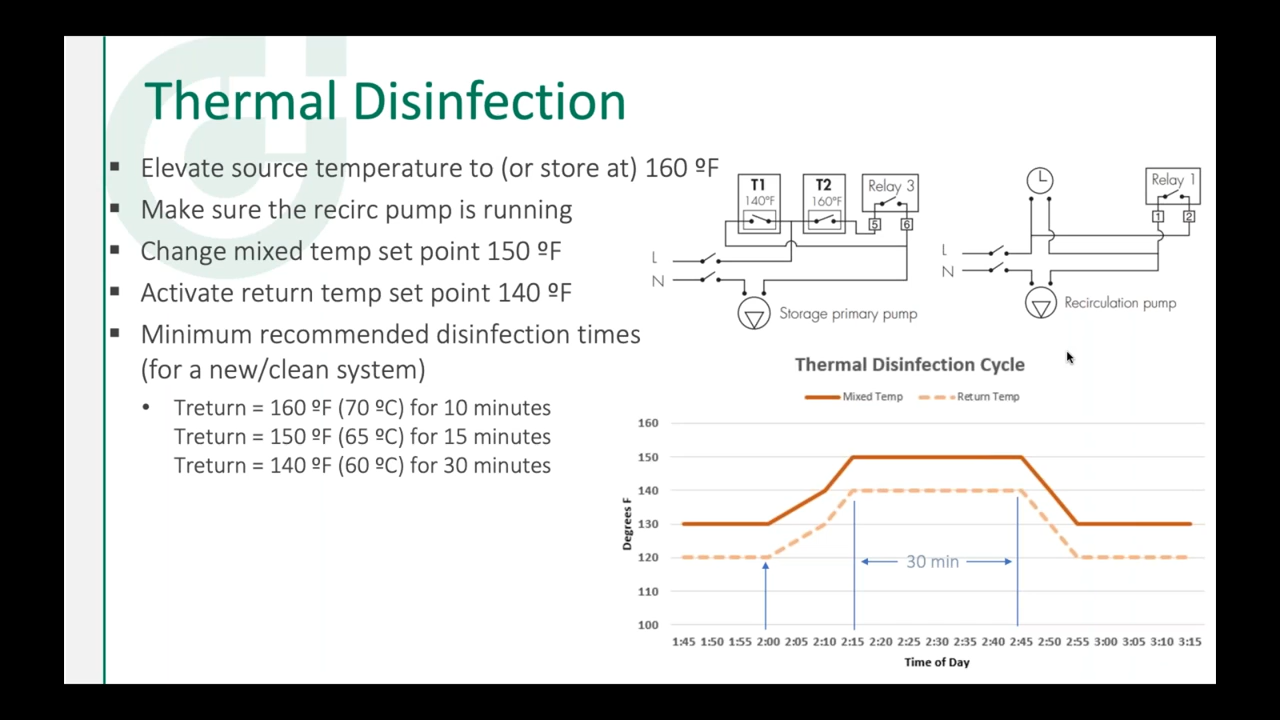 Thermal Disinfection
▪ Elevate source temperature to (or store at) 160 ºF
▪ Make sure the recirc pump is running
▪ Change mixed temp set point 150 ºF
▪ Activate return temp set point 140 ºF
▪ Minimum recommended disinfection times
(for a new/clean system)
• Treturn = 160 ºF (70 ºC) for 10 minutes
Treturn = 150 ºF (65 ºC) for 15 minutes
Treturn = 140 ºF (60 ºC) for 30 minutes
T1
140°F
T2
160°F
Relay 3
5 6
L
N
Storage primary pump
Relay 1
1 2
L
N
Recirculation pump
Thermal Disinfection Cycle
Mixed Temp Return Temp
160
150
140
130
120
110
100
Degrees F
30 min
1:45 1:50 1:55 2:00 2:05 2:10 2:15 2:20 2:25 2:30 2:35 2:40 2:45 2:50 2:55 3:00 3:05 3:10 3:15
Time of Day